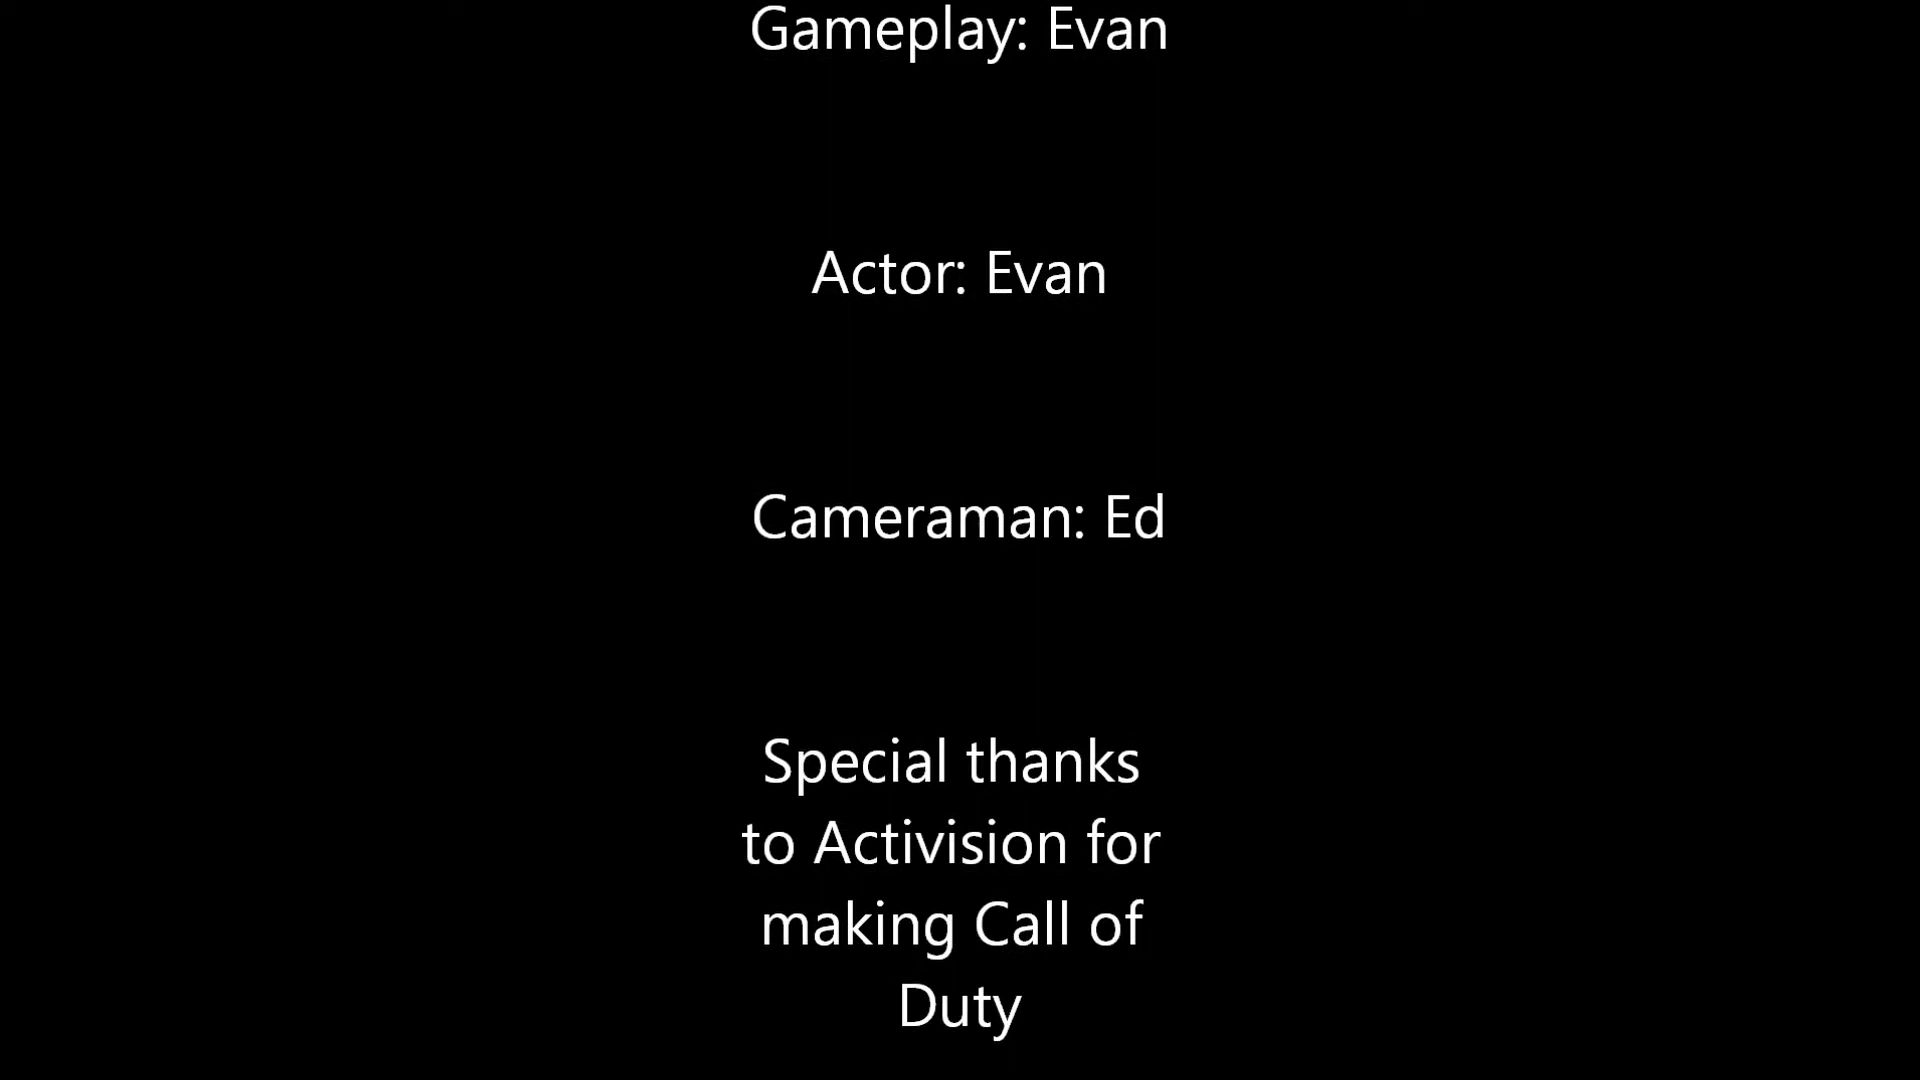 Gameplay: Evan
Actor: Evan
Cameraman: Ed
Special thanks
to Activision for
making Call of
Duty